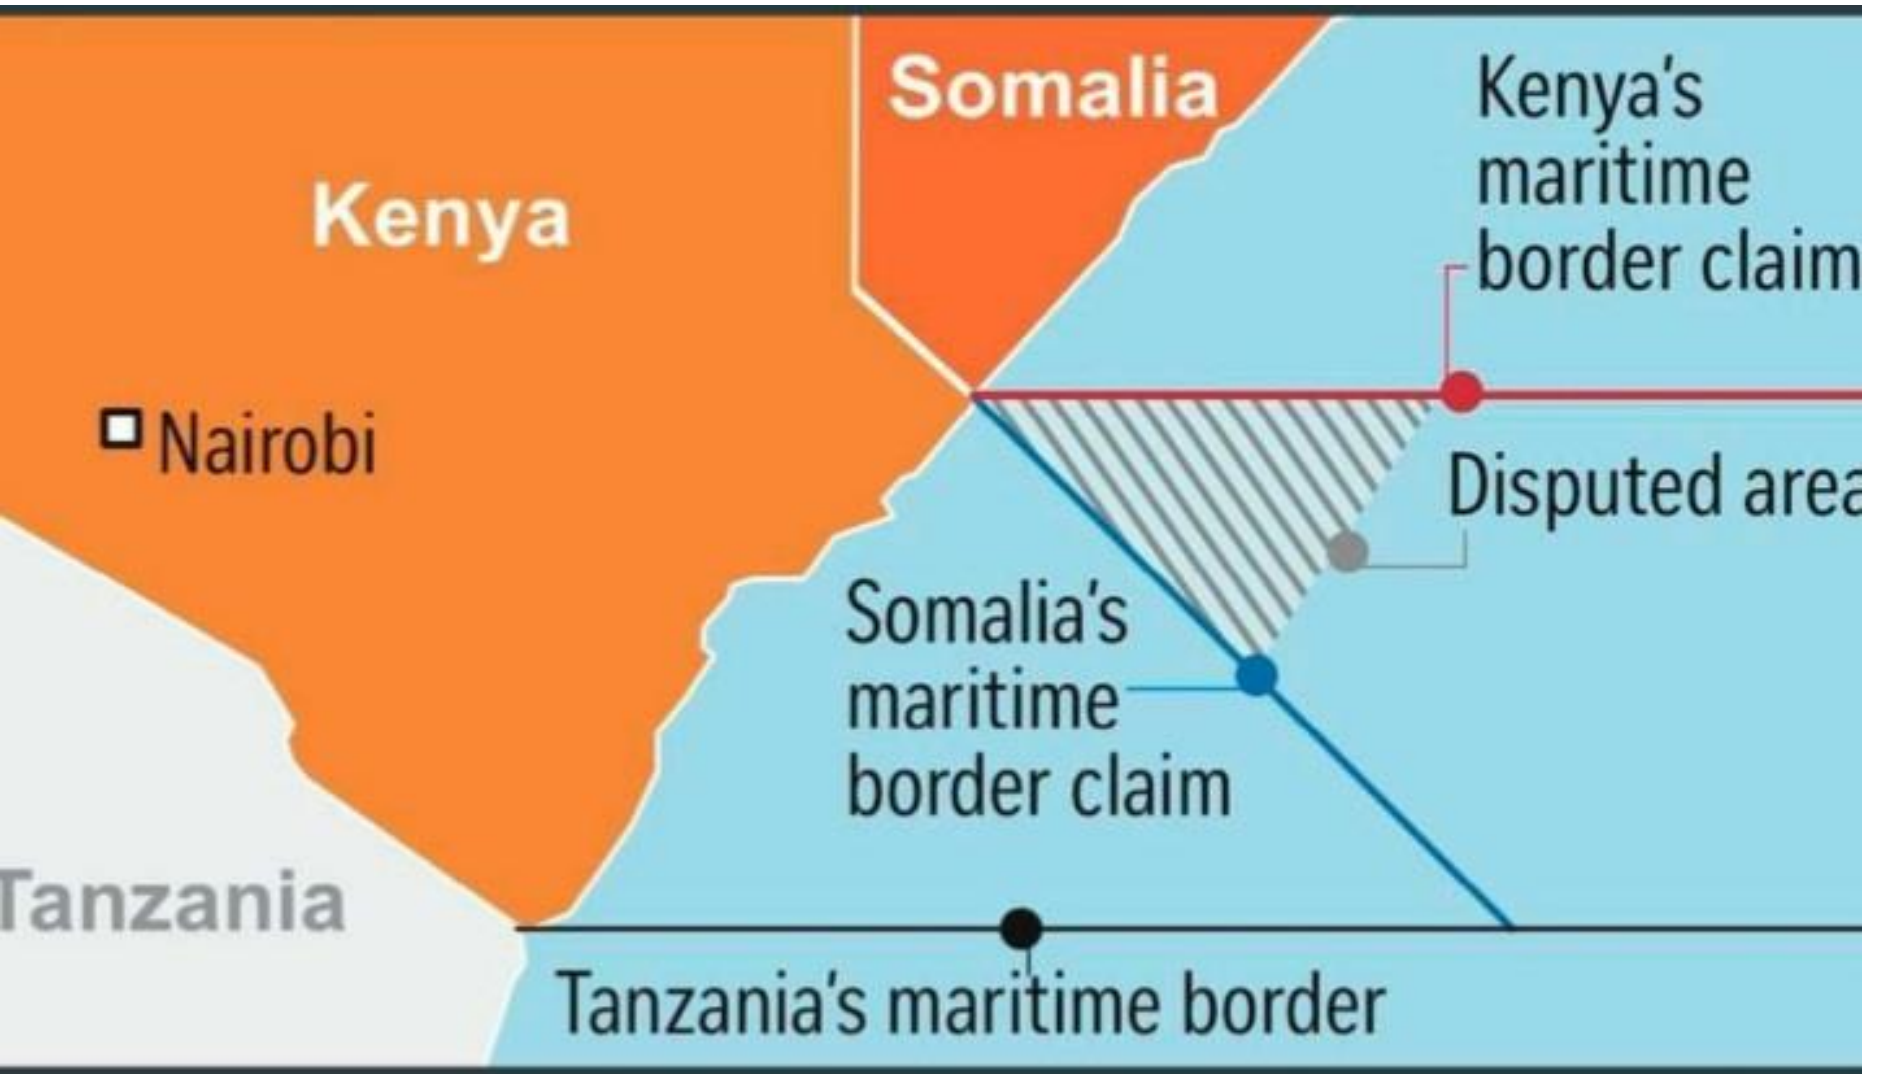 Somalia
Kenya's
maritime
border claim
Kenya
Nairobi
Disputed area
Somalia's
maritime
border claim
Tanzania
Tanzania's maritime border